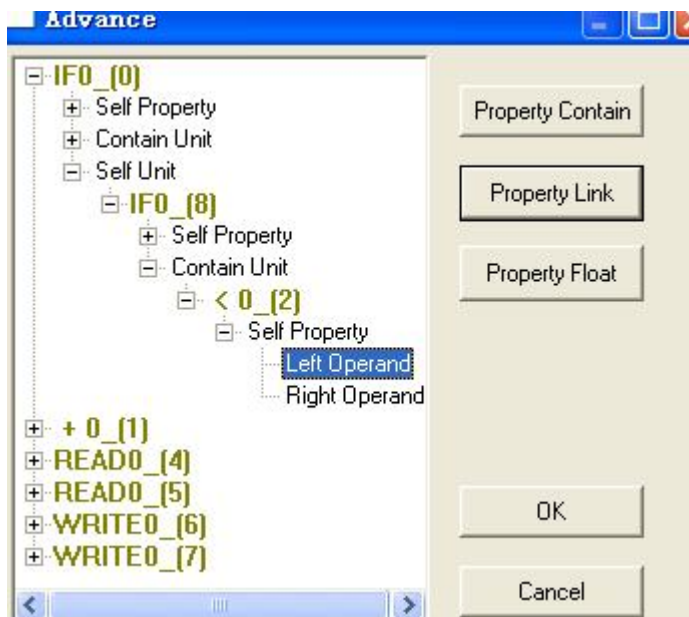 Advance
IF0_(0)
Self Property
Contain Unit
Self Unit
IF0_(8)
Self Property
Contain Unit
< 0_(2)
Self Property
Left Operand
Right Operand
+ 0_(1)
READ0_(4)
READ0_(5)
WRITE0_(6)
WRITE0_(7)
Property Contain
Property Link
Property Float
OK
Cancel